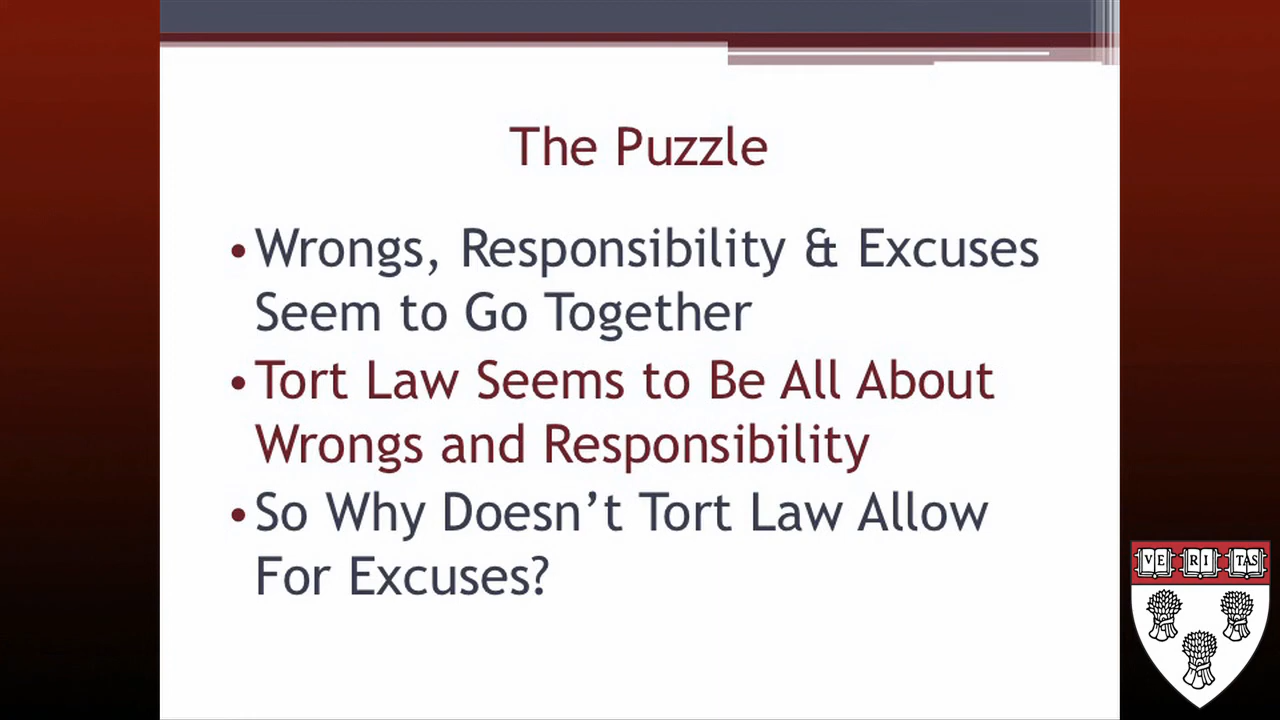 The Puzzle
•Wrongs, Responsibility & Excuses
Seem to Go Together
•Tort Law Seems to Be All About
Wrongs and Responsibility
•So Why Doesn’t Tort Law Allow
For Excuses?
VE RI TAS